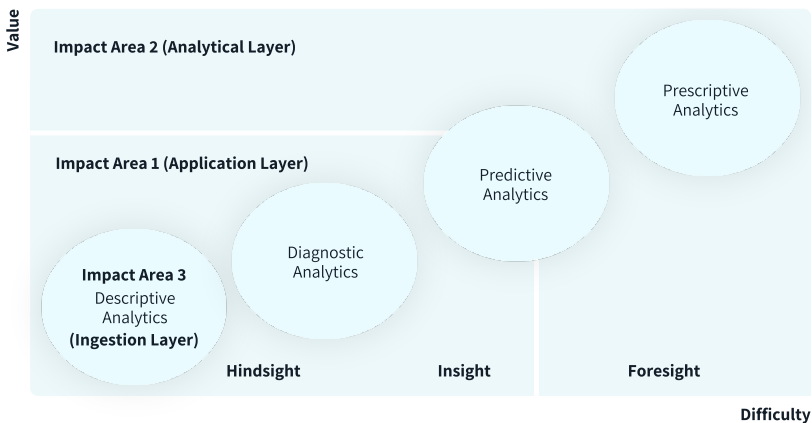 Value
Impact Area 2 (Analytical Layer)
Prescriptive
Analytics
Impact Area 1 (Application Layer)
Predictive
Analytics
Diagnostic
Analytics
Impact Area 3
Descriptive
Analytics
(Ingestion Layer)
Hindsight
Insight
Foresight
Difficulty